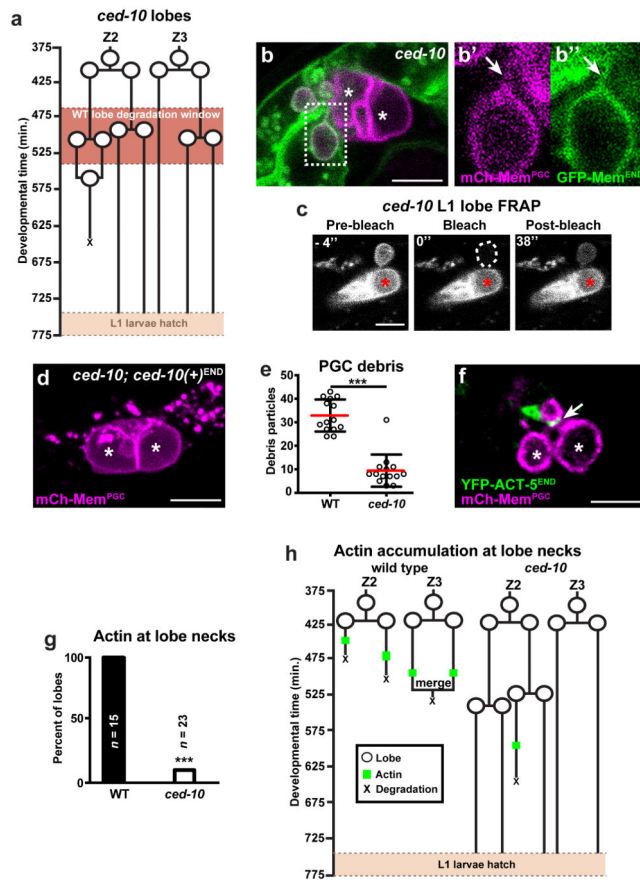 a
ced-10 lobes
Z2 Z3
375
425
475
525
575
625
675
725
775
Developmental time (min.)
WT lobe degradation window
X
L1 larvae hatch
b
ced-10
*
*
b'
mCh-Mem^PGC
b''
GFP-Mem^END
c
ced-10 L1 lobe FRAP
Pre-bleach Bleach Post-bleach
- 4'' 0'' 38''
* * *
d
ced-10; ced-10(+)^END
* *
mCh-Mem^PGC
e
PGC debris
***
50
40
30
20
10
0
Debris particles
WT ced-10
f
* *
YFP-ACT-5^END
mCh-Mem^PGC
g
Actin at lobe necks
100
50
0
Percent of lobes
n = 15
n = 23
***
WT ced-10
h
Actin accumulation at lobe necks
wild type ced-10
Z2 Z3 Z2 Z3
375
425
475
525
575
625
675
725
775
Developmental time (min.)
X
X
merge
X
X
Lobe
Actin
X Degradation
L1 larvae hatch